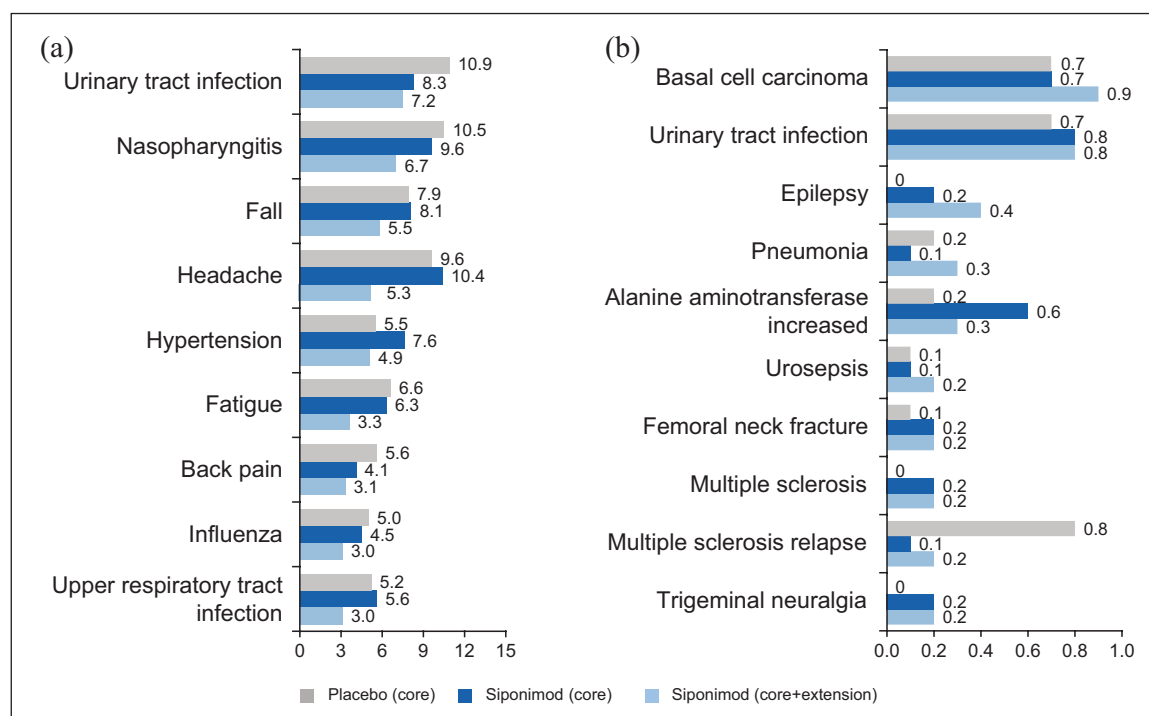 (a)
Urinary tract infection
10.9
8.3
7.2
Nasopharyngitis
10.5
9.6
6.7
Fall
7.9
8.1
5.5
Headache
9.6
10.4
5.3
Hypertension
5.5
7.6
4.9
Fatigue
6.6
6.3
3.3
Back pain
5.6
4.1
3.1
Influenza
5.0
4.5
3.0
Upper respiratory tract
infection
5.2
5.6
3.0
0 3 6 9 12 15
(b)
Basal cell carcinoma
0.7
0.7
0.9
Urinary tract infection
0.7
0.8
0.8
Epilepsy
0
0.2
0.4
Pneumonia
0.2
0.1
0.3
Alanine aminotransferase
increased
0.2
0.6
0.3
Urosepsis
0.1
0.1
0.2
Femoral neck fracture
0.1
0.2
0.2
Multiple sclerosis
0
0.2
0.2
Multiple sclerosis relapse
0.8
0.1
0.2
Trigeminal neuralgia
0
0.2
0.2
0.0 0.2 0.4 0.6 0.8 1.0
Placebo (core) Siponimod (core) Siponimod (core+extension)